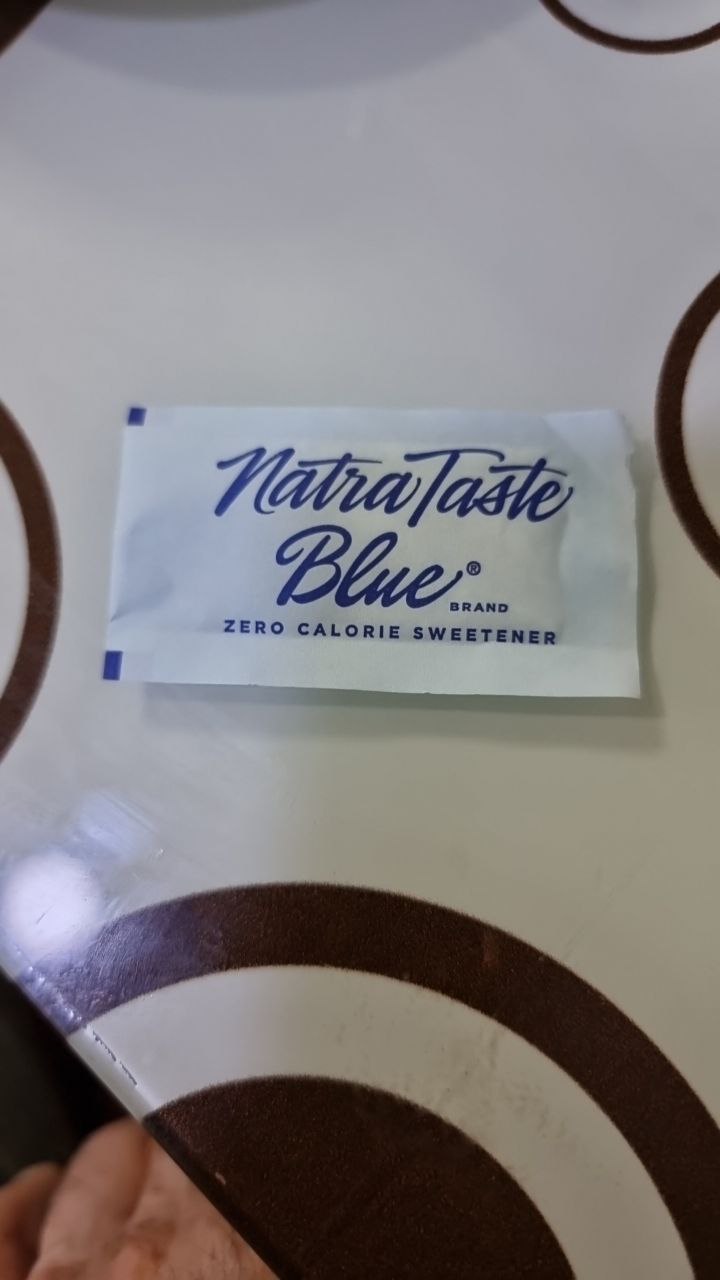 NatraTaste
Blue®
BRAND
ZERO CALORIE SWEETENER